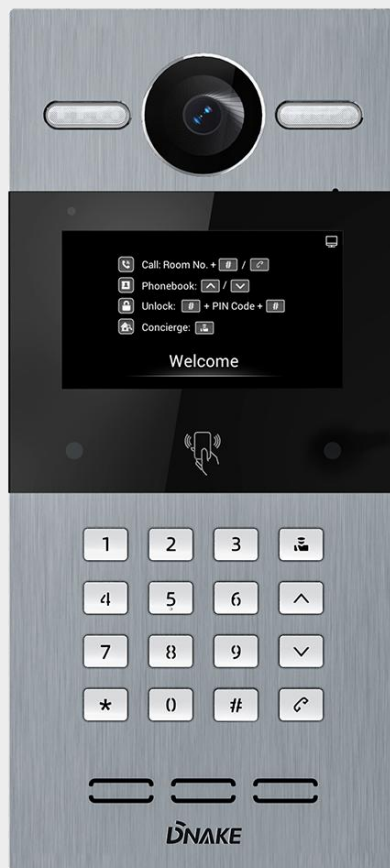 Call: Room No. + # /
Phonebook: /
Unlock: # + PIN Code + #
Concierge:
Welcome
1 2 3
4 5 6
7 8 9
* 0 #
DNAKE